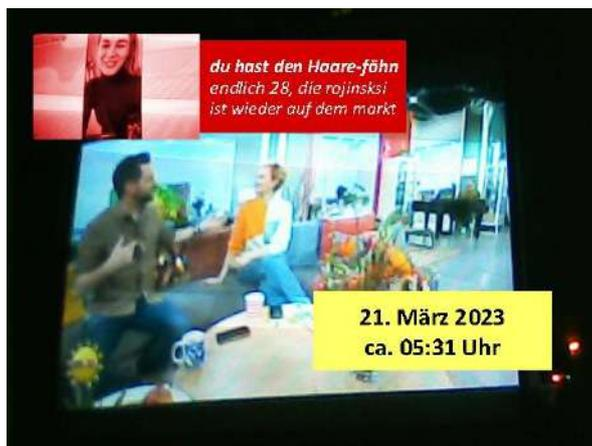 du hast den Haare-föhn
endlich 28, die rojinsksi
ist wieder auf dem markt
21. März 2023
ca. 05:31 Uhr